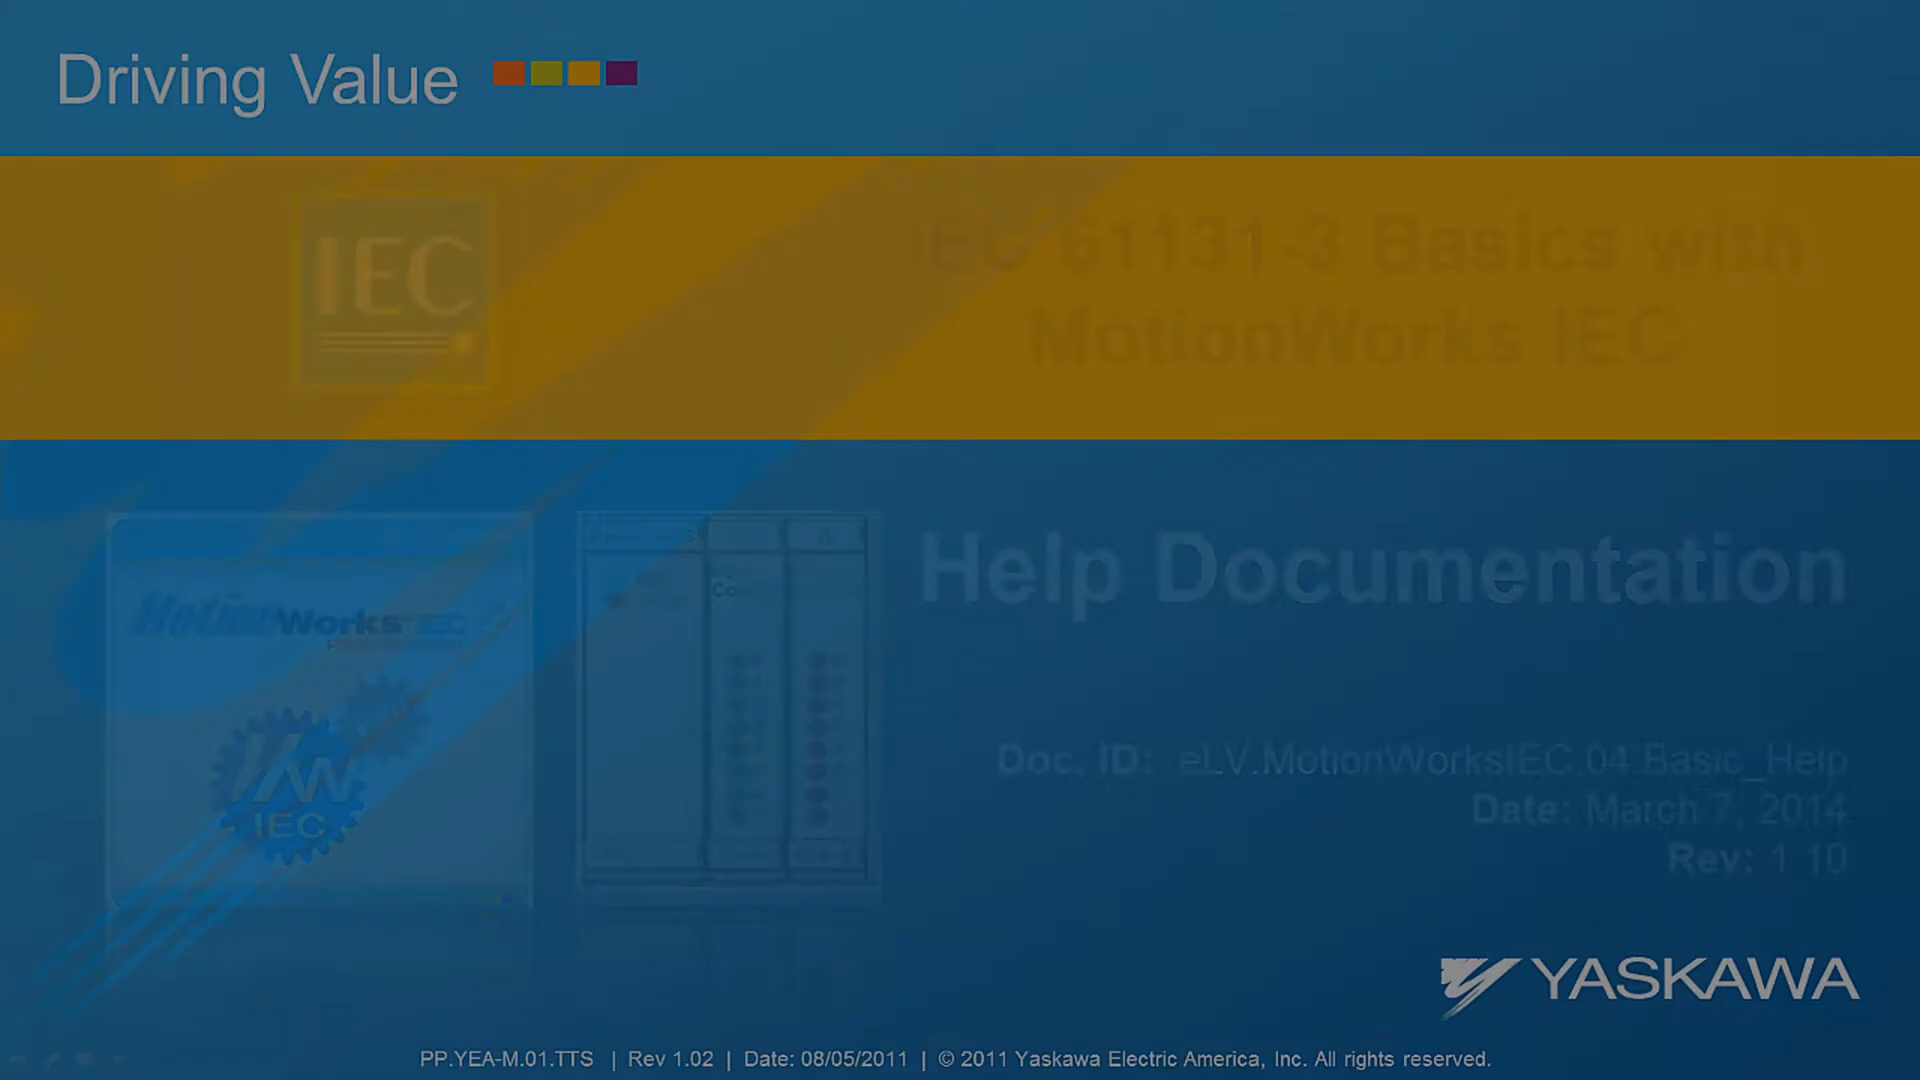 Driving Value
IEC
IEC 61131-3 Basics with
MotionWorks IEC
MotionWorks IEC
IEC
Help Documentation
Doc. ID: eLV.MotionWorksIEC.04.Basic_Help
Date: March 7, 2014
Rev: 1.10
YASKAWA
PP.YEA-M.01.TTS | Rev 1.02 | Date: 08/05/2011 | © 2011 Yaskawa Electric America, Inc. All rights reserved.